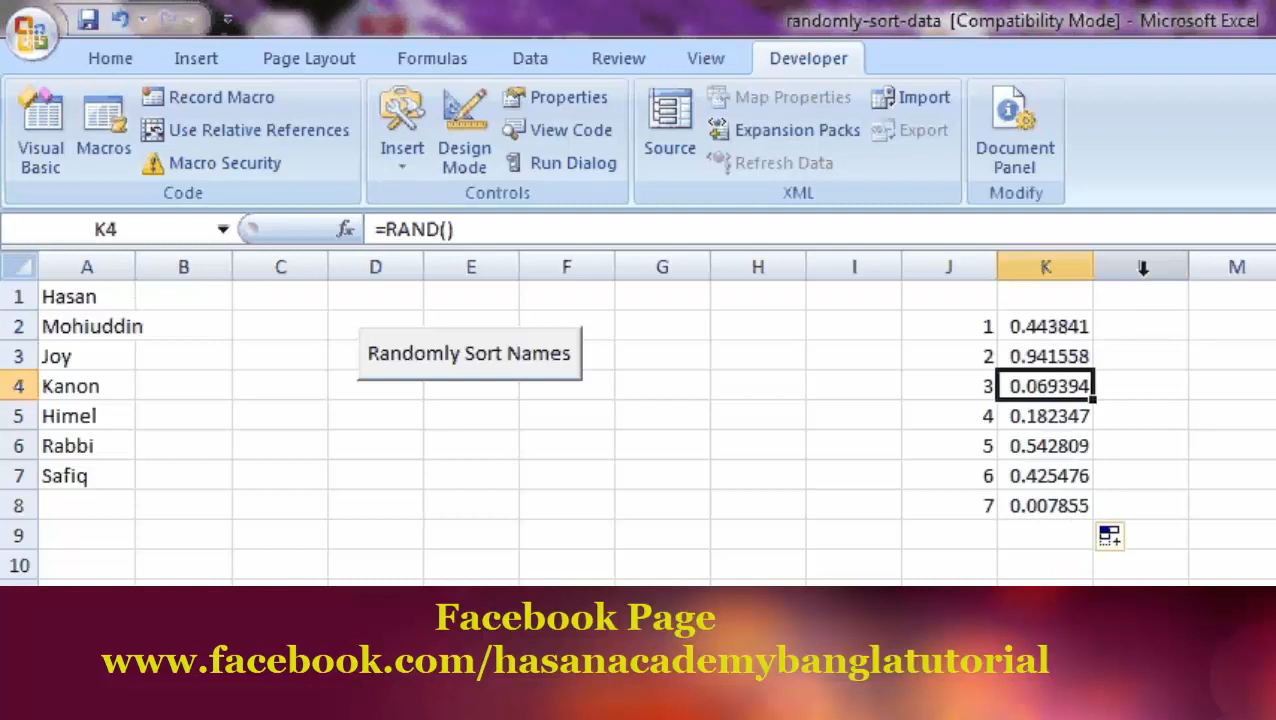 randomly-sort-data [Compatibility Mode] - Microsoft Excel
Home Insert Page Layout Formulas Data Review View Developer
Visual Basic
Macros
Record Macro
Use Relative References
Macro Security
Code
Insert
Design Mode
Properties
View Code
Run Dialog
Controls
Source
Map Properties
Expansion Packs
Refresh Data
Import
Export
XML
Document Panel
Modify
K4 fx =RAND()
A B C D E F G H I J K M
1 Hasan
2 Mohiuddin 1 0.443841
Randomly Sort Names
3 Joy 2 0.941558
4 Kanon 3 0.069394
5 Himel 4 0.182347
6 Rabbi 5 0.542809
7 Safiq 6 0.425476
8 7 0.007855
9
10
Facebook Page
www.facebook.com/hasanacademybanglatutorial